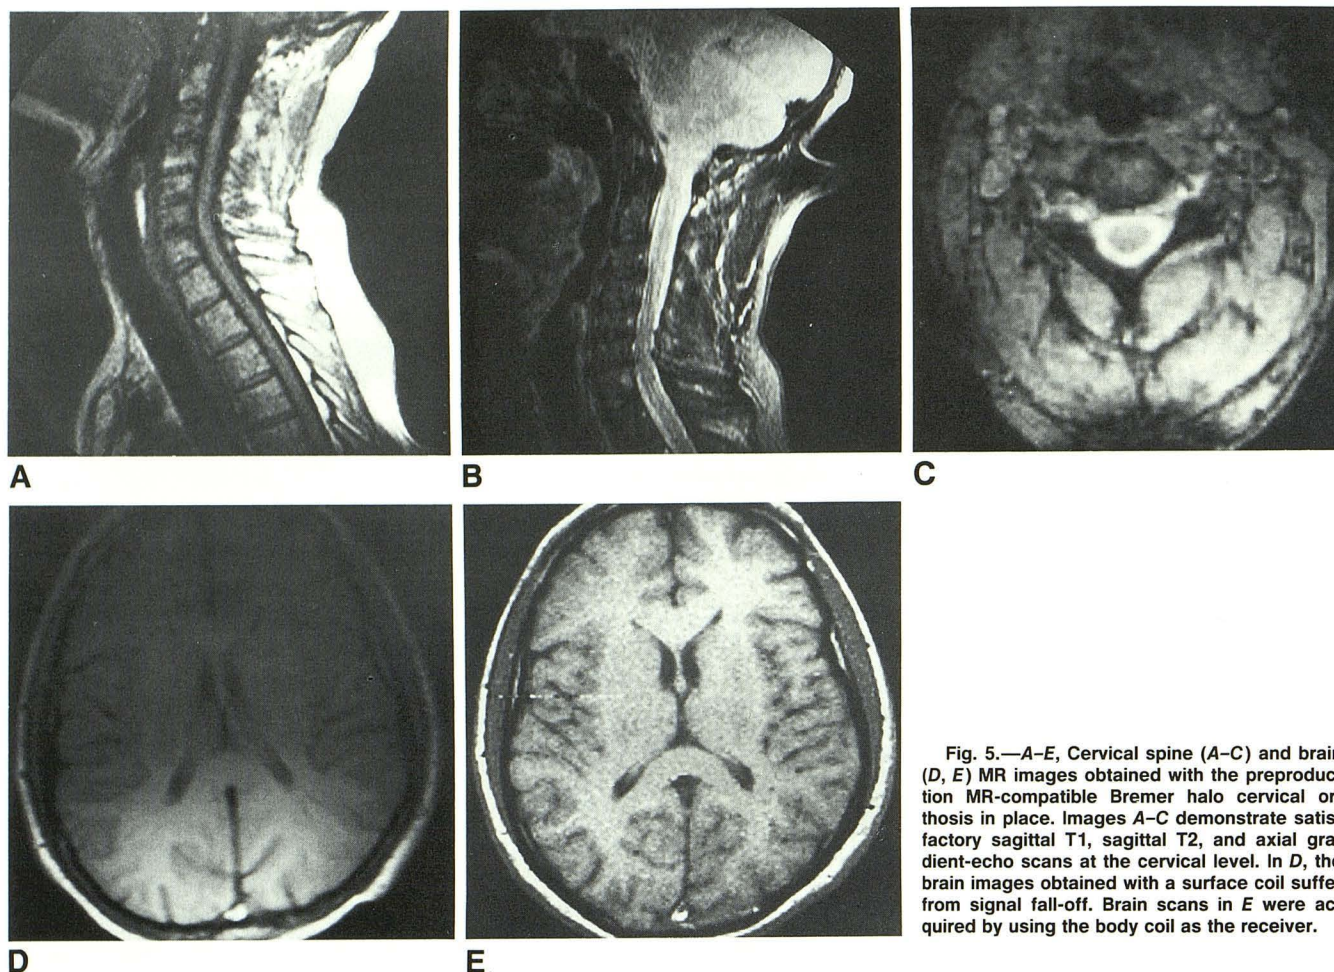 A
B
C
D
E
Fig. 5.—A–E, Cervical spine (A–C) and brain
(D, E) MR images obtained with the preproduc-
tion MR-compatible Bremer halo cervical or-
thosis in place. Images A–C demonstrate satis-
factory sagittal T1, sagittal T2, and axial gra-
dient-echo scans at the cervical level. In D, the
brain images obtained with a surface coil suffer
from signal fall-off. Brain scans in E were ac-
quired by using the body coil as the receiver.